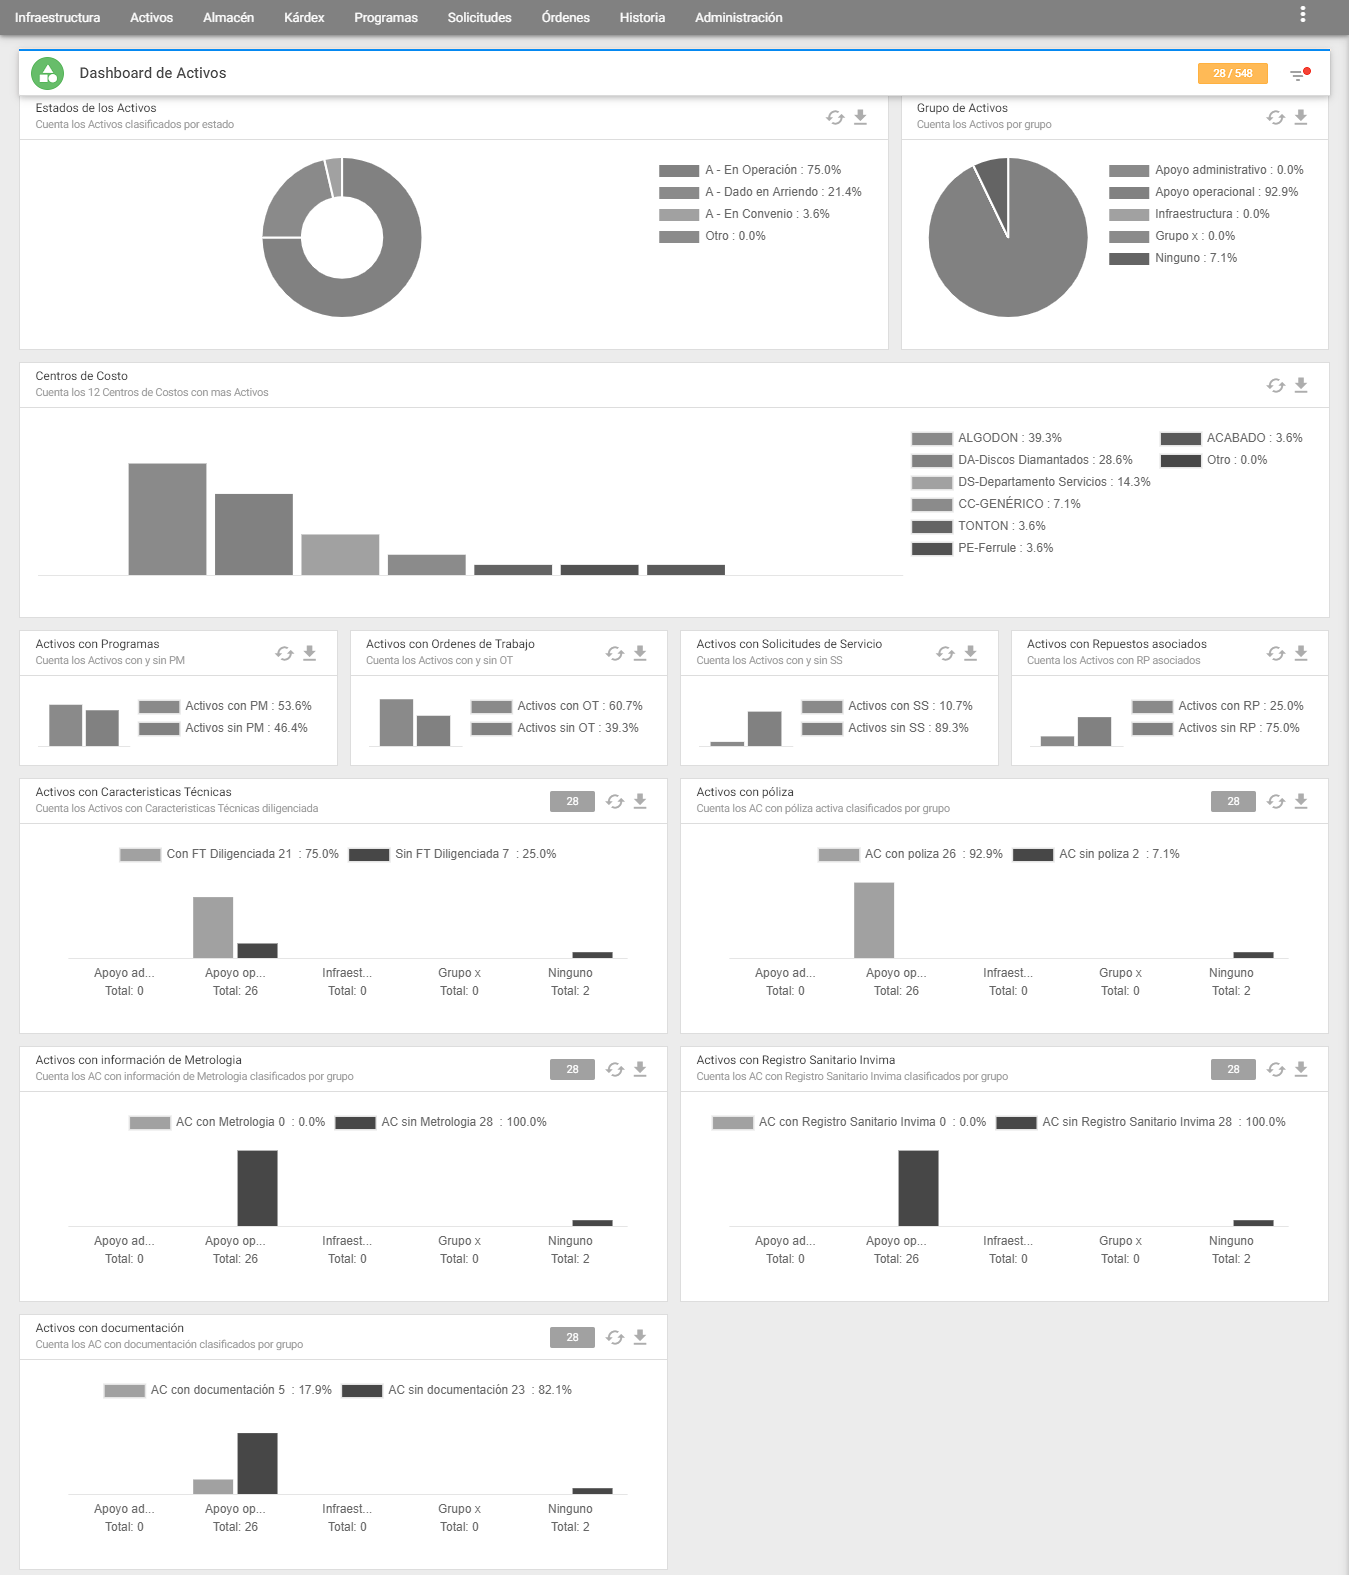 Infraestructura Activos Almacén Kárdex Programas Solicitudes Órdenes Historia Administración
Dashboard de Activos
28 / 548
Estados de los Activos
Cuenta los Activos clasificados por estado
A - En Operación : 75.0%
A - Dado en Arriendo : 21.4%
A - En Convenio : 3.6%
Otro : 0.0%
Grupo de Activos
Cuenta los Activos por grupo
Apoyo administrativo : 0.0%
Apoyo operacional : 92.9%
Infraestructura : 0.0%
Grupo x : 0.0%
Ninguno : 7.1%
Centros de Costo
Cuenta los 12 Centros de Costos con mas Activos
ALGODON : 39.3%
DA-Discos Diamantados : 28.6%
DS-Departamento Servicios : 14.3%
CC-GENÉRICO : 7.1%
TONTON : 3.6%
PE-Ferrule : 3.6%
ACABADO : 3.6%
Otro : 0.0%
Activos con Programas
Cuenta los Activos con y sin PM
Activos con PM : 53.6%
Activos sin PM : 46.4%
Activos con Ordenes de Trabajo
Cuenta los Activos con y sin OT
Activos con OT : 60.7%
Activos sin OT : 39.3%
Activos con Solicitudes de Servicio
Cuenta los Activos con y sin SS
Activos con SS : 10.7%
Activos sin SS : 89.3%
Activos con Repuestos asociados
Cuenta los Activos con RP asociados
Activos con RP : 25.0%
Activos sin RP : 75.0%
Activos con Caracteristicas Técnicas
Cuenta los Activos con Caracteristicas Técnicas diligenciada
28
Con FT Diligenciada 21 : 75.0% Sin FT Diligenciada 7 : 25.0%
Apoyo ad... Apoyo op... Infraest... Grupo x Ninguno
Total: 0 Total: 26 Total: 0 Total: 0 Total: 2
Activos con póliza
Cuenta los AC con póliza activa clasificados por grupo
28
AC con poliza 26 : 92.9% AC sin poliza 2 : 7.1%
Apoyo ad... Apoyo op... Infraest... Grupo x Ninguno
Total: 0 Total: 26 Total: 0 Total: 0 Total: 2
Activos con información de Metrologia
Cuenta los AC con información de Metrologia clasificados por grupo
28
AC con Metrologia 0 : 0.0% AC sin Metrologia 28 : 100.0%
Apoyo ad... Apoyo op... Infraest... Grupo x Ninguno
Total: 0 Total: 26 Total: 0 Total: 0 Total: 2
Activos con Registro Sanitario Invima
Cuenta los AC con Registro Sanitario Invima clasificados por grupo
28
AC con Registro Sanitario Invima 0 : 0.0% AC sin Registro Sanitario Invima 28 : 100.0%
Apoyo ad... Apoyo op... Infraest... Grupo x Ninguno
Total: 0 Total: 26 Total: 0 Total: 0 Total: 2
Activos con documentación
Cuenta los AC con documentación clasificados por grupo
28
AC con documentación 5 : 17.9% AC sin documentación 23 : 82.1%
Apoyo ad... Apoyo op... Infraest... Grupo x Ninguno
Total: 0 Total: 26 Total: 0 Total: 0 Total: 2